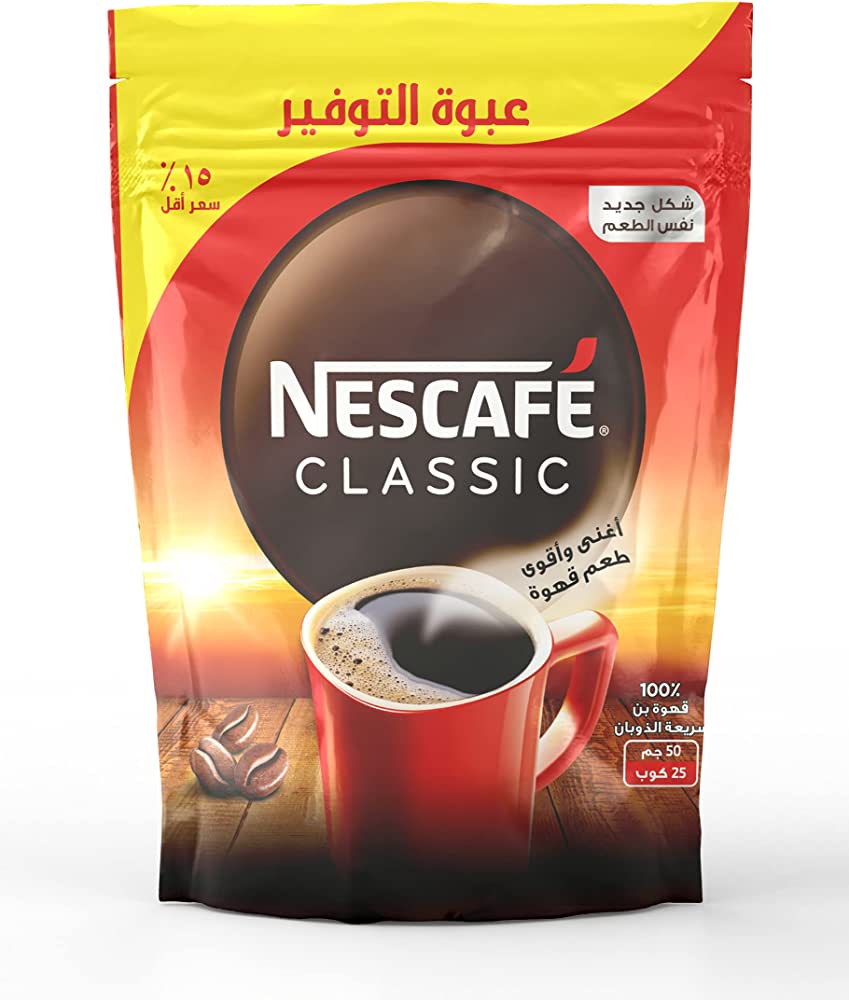 عبوة التوفير
٪١٥
سعر أقل
شكل جديد
نفس الطعم
NESCAFÉ®
CLASSIC
أغنى وأقوى
طعم قهوة
100٪
قهوة بن
سريعة الذوبان
50 جم
25 كوب